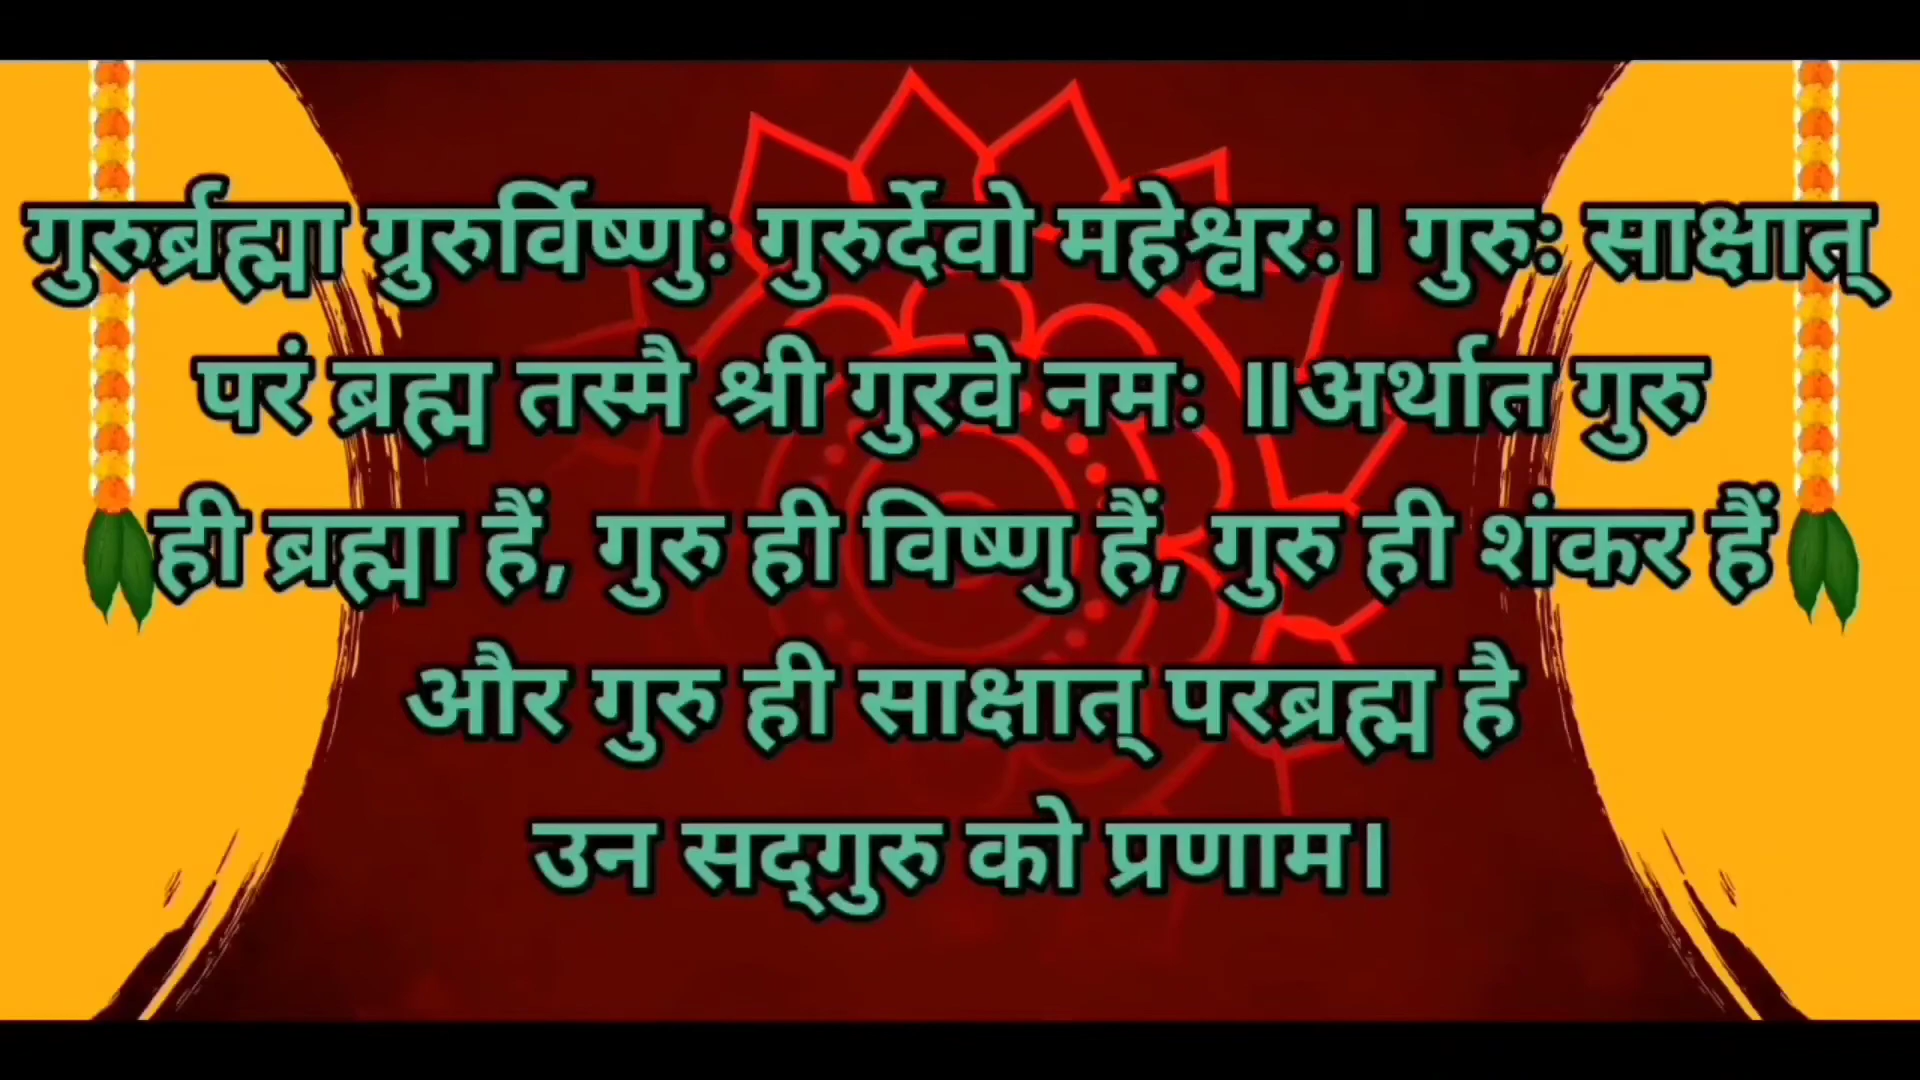 गुरुर्ब्रह्मा ग्रुरुर्विष्णुः गुरुर्देवो महेश्वरः। गुरुः साक्षात्
परं ब्रह्म तस्मै श्री गुरवे नमः ॥अर्थात गुरु
ही ब्रह्मा हैं, गुरु ही विष्णु हैं, गुरु ही शंकर हैं
और गुरु ही साक्षात् परब्रह्म है
उन सद्‌गुरु को प्रणाम।